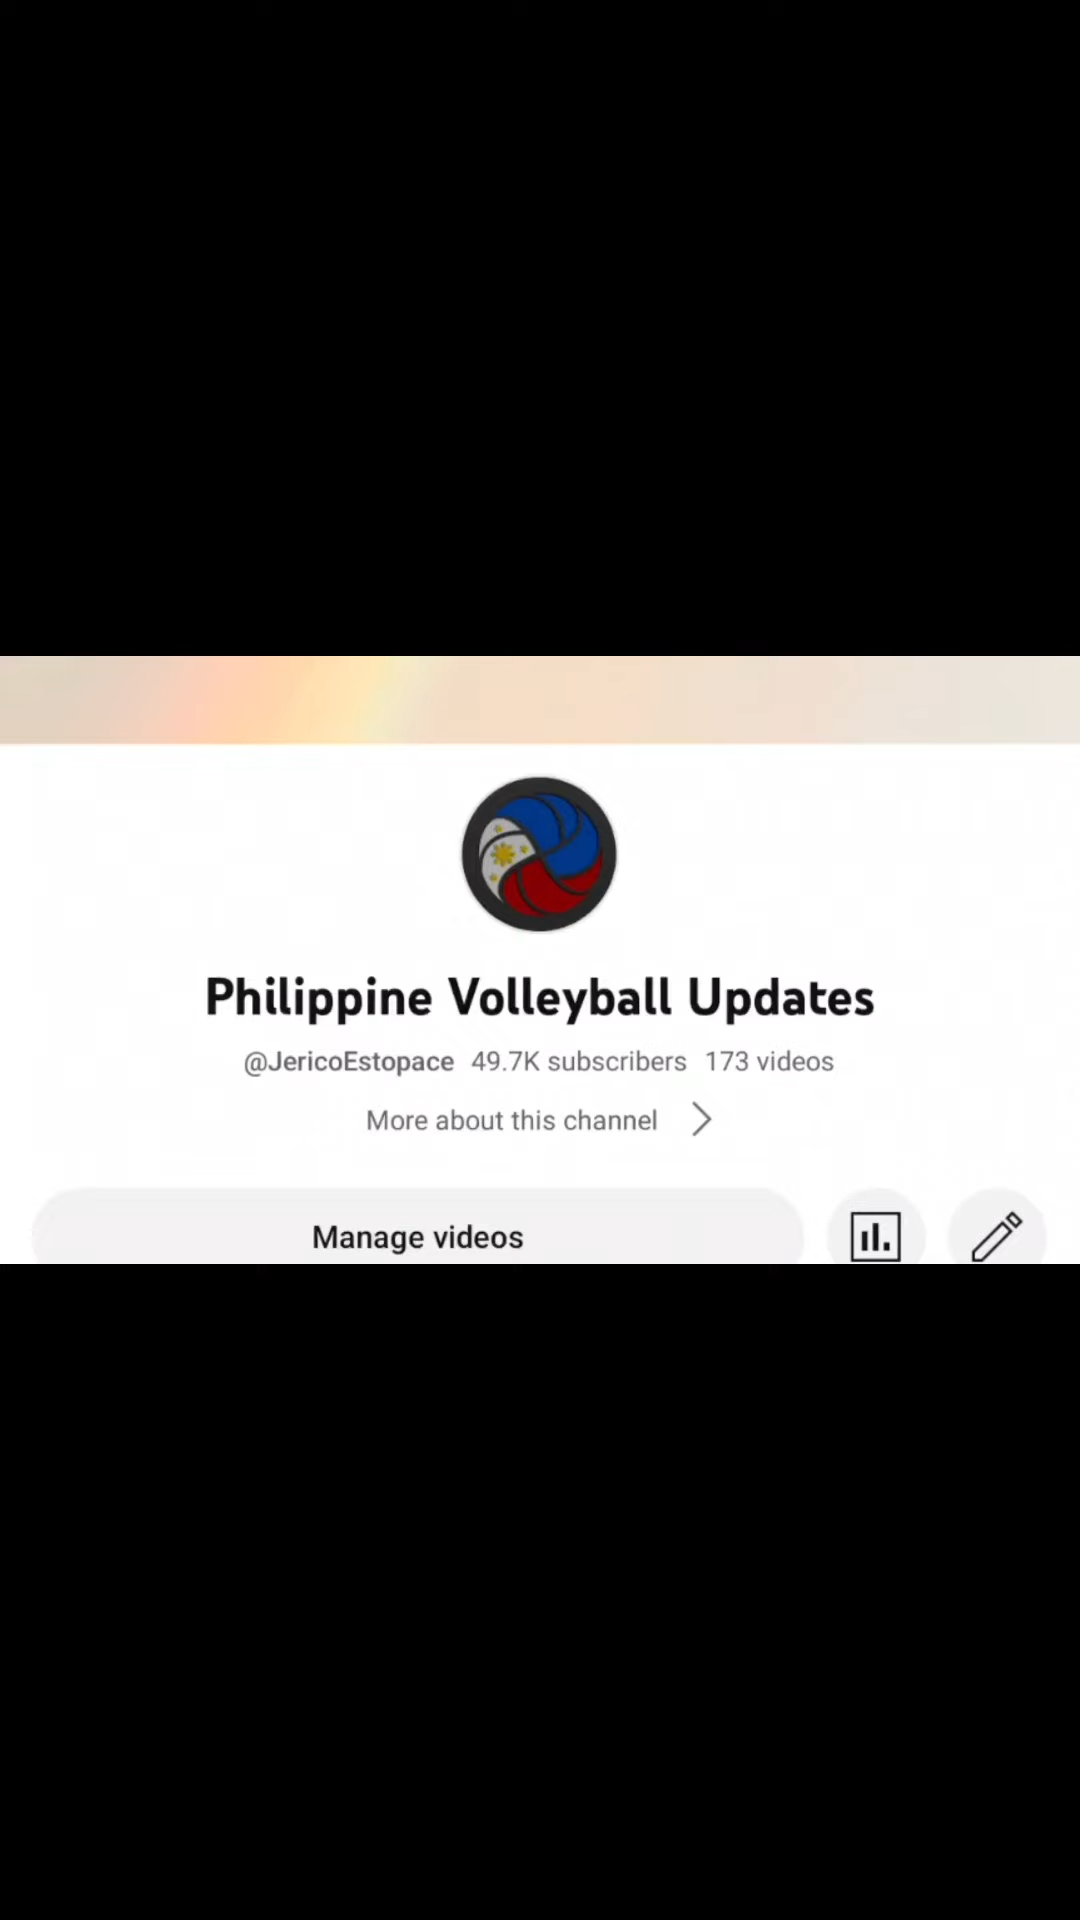 Philippine Volleyball Updates
@JericoEstopace 49.7K subscribers 173 videos
More about this channel
Manage videos